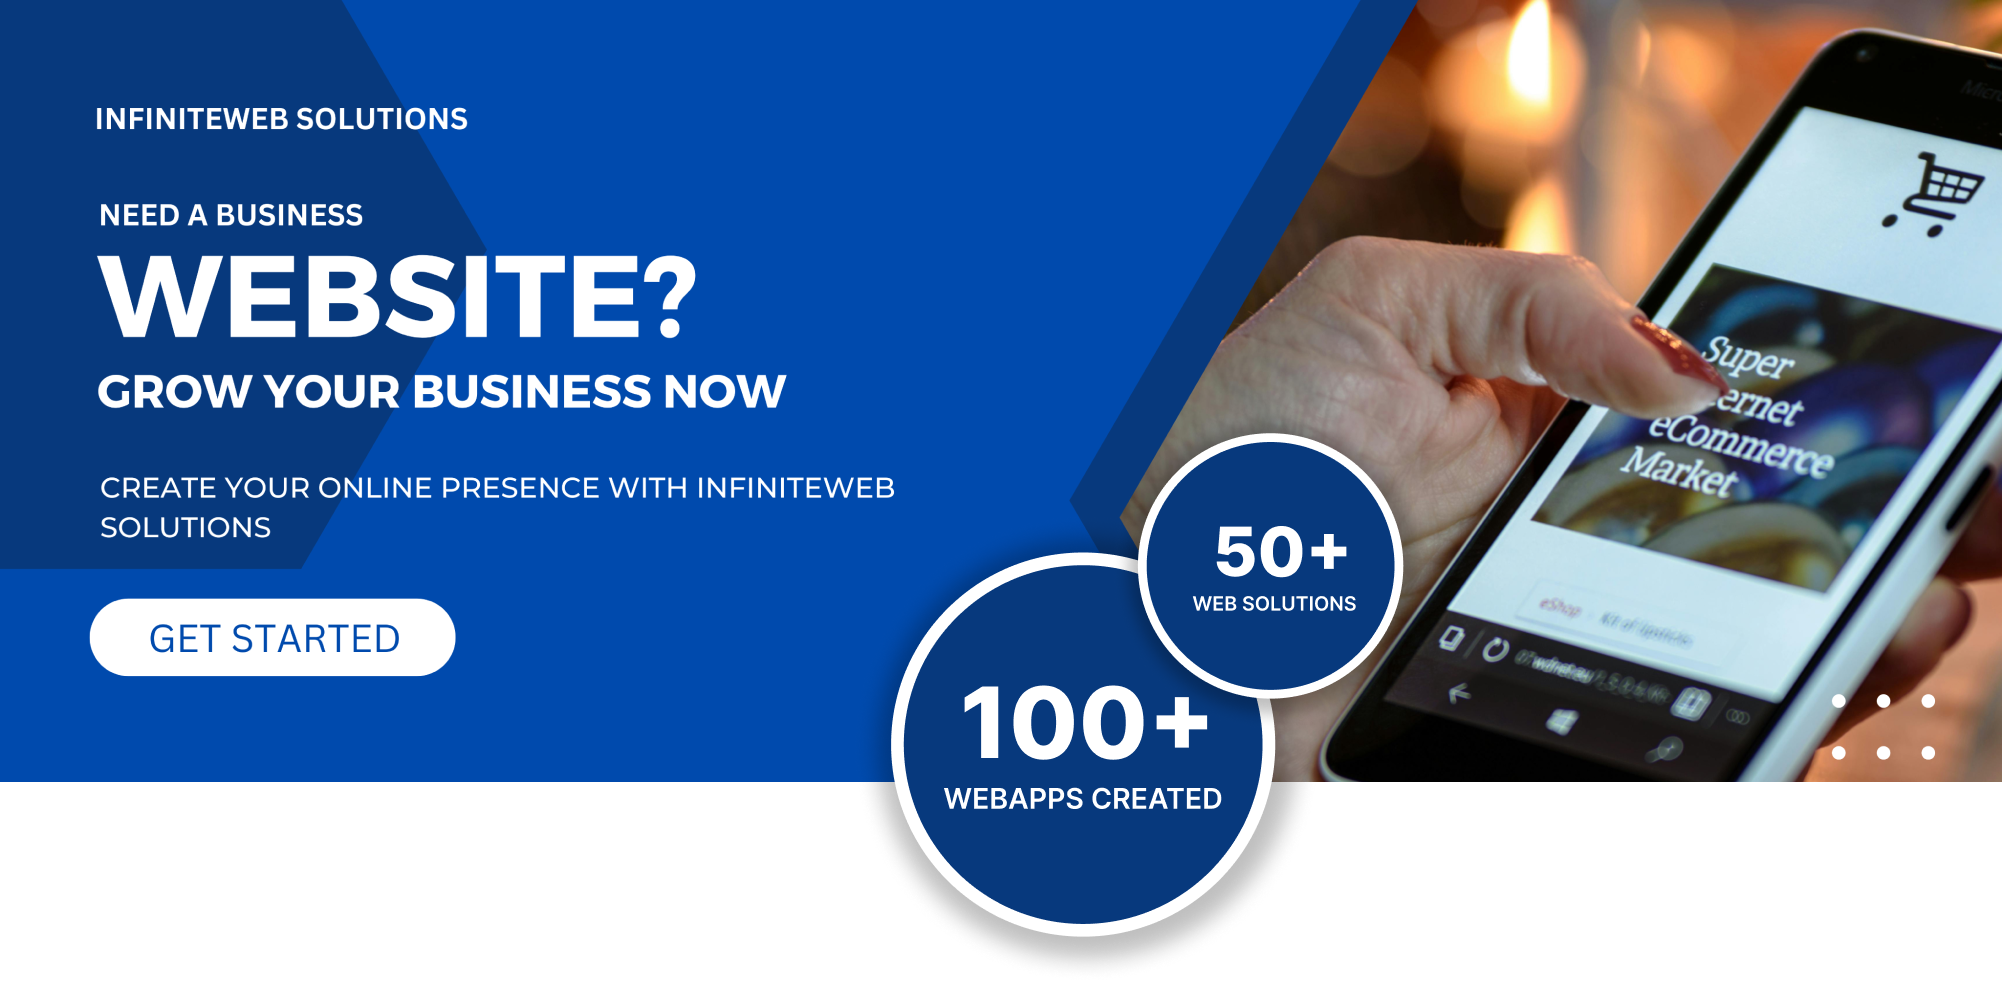 INFINITEWEB SOLUTIONS
NEED A BUSINESS
WEBSITE?
GROW YOUR BUSINESS NOW
CREATE YOUR ONLINE PRESENCE WITH INFINITEWEB
SOLUTIONS
GET STARTED
50+
WEB SOLUTIONS
100+
WEBAPPS CREATED
Super
ernet
eCommerce
Market
eShop